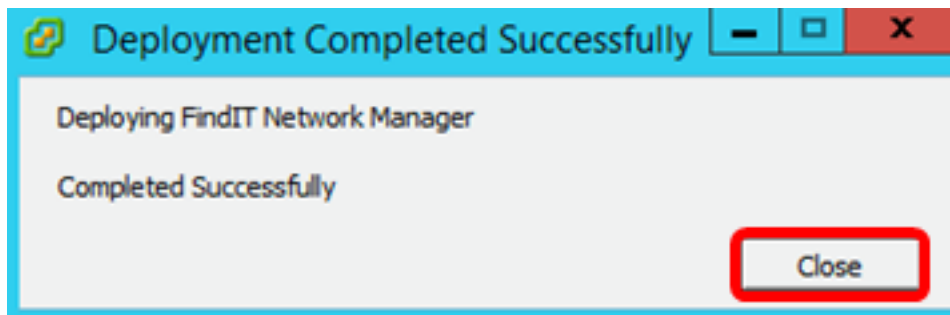 Deployment Completed Successfully
Deploying FindIT Network Manager
Completed Successfully
Close